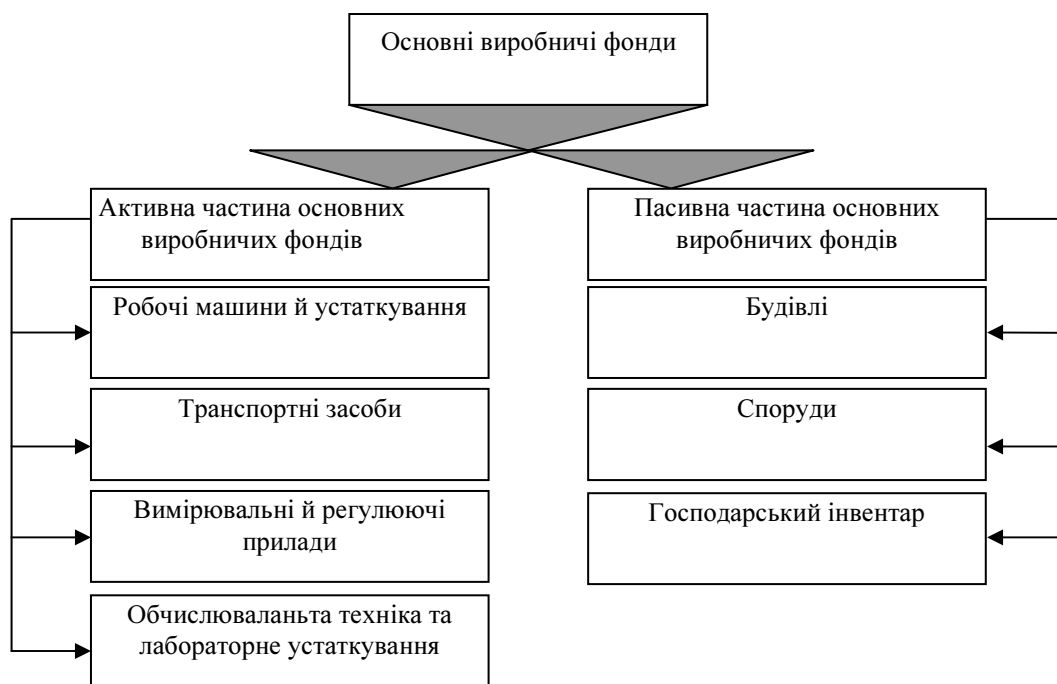 Основні виробничі фонди
Активна частина основних
виробничих фондів
Робочі машини й устаткування
Транспортні засоби
Вимірювальні й регулюючі
прилади
Обчислюваланьта техніка та
лабораторне устаткування
Пасивна частина основних
виробничих фондів
Будівлі
Споруди
Господарський інвентар